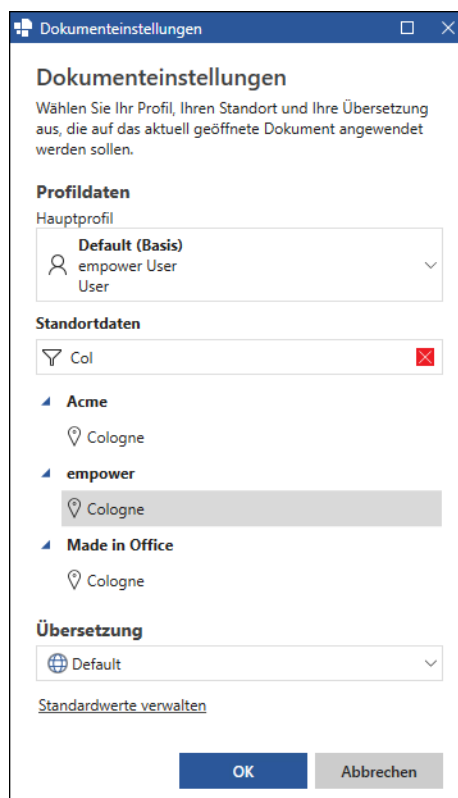 Dokumenteinstellungen
Dokumenteinstellungen
Wählen Sie Ihr Profil, Ihren Standort und Ihre Übersetzung
aus, die auf das aktuell geöffnete Dokument angewendet
werden sollen.
Profildaten
Hauptprofil
Default (Basis)
empower User
User
Standortdaten
Col
Acme
Cologne
empower
Cologne
Made in Office
Cologne
Übersetzung
Default
Standardwerte verwalten
OK
Abbrechen